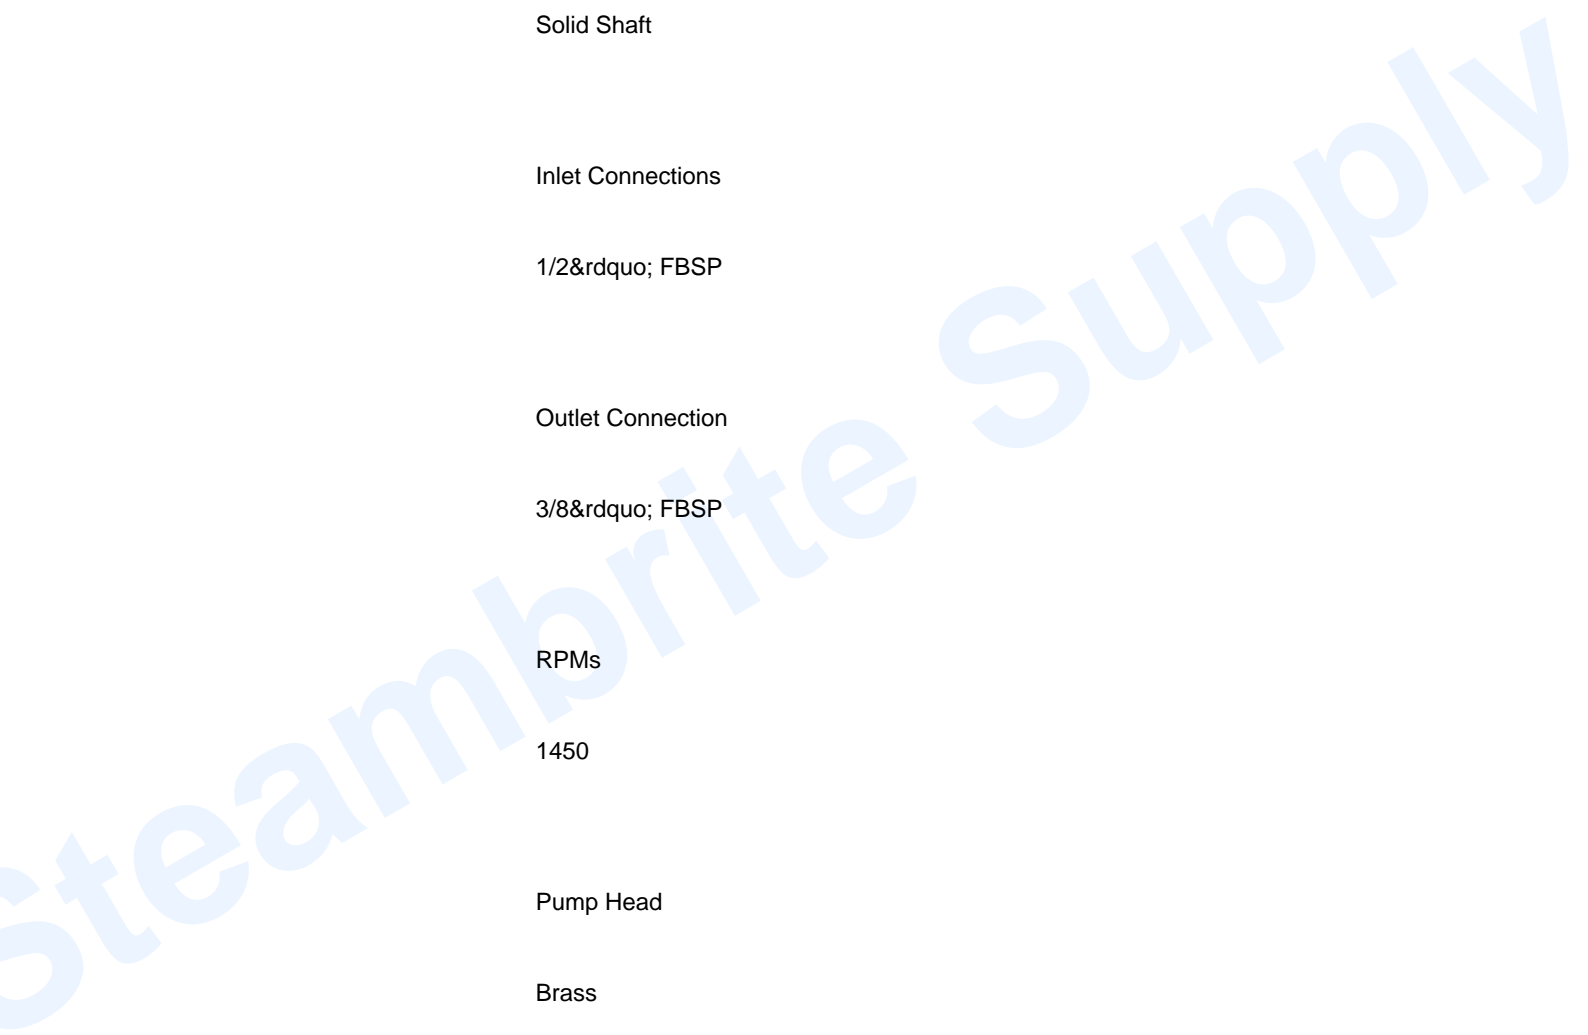 Solid Shaft
Inlet Connections
1/2&rdquo; FBSP
Outlet Connection
3/8&rdquo; FBSP
RPMs
1450
Pump Head
Brass
Steambrite Supply